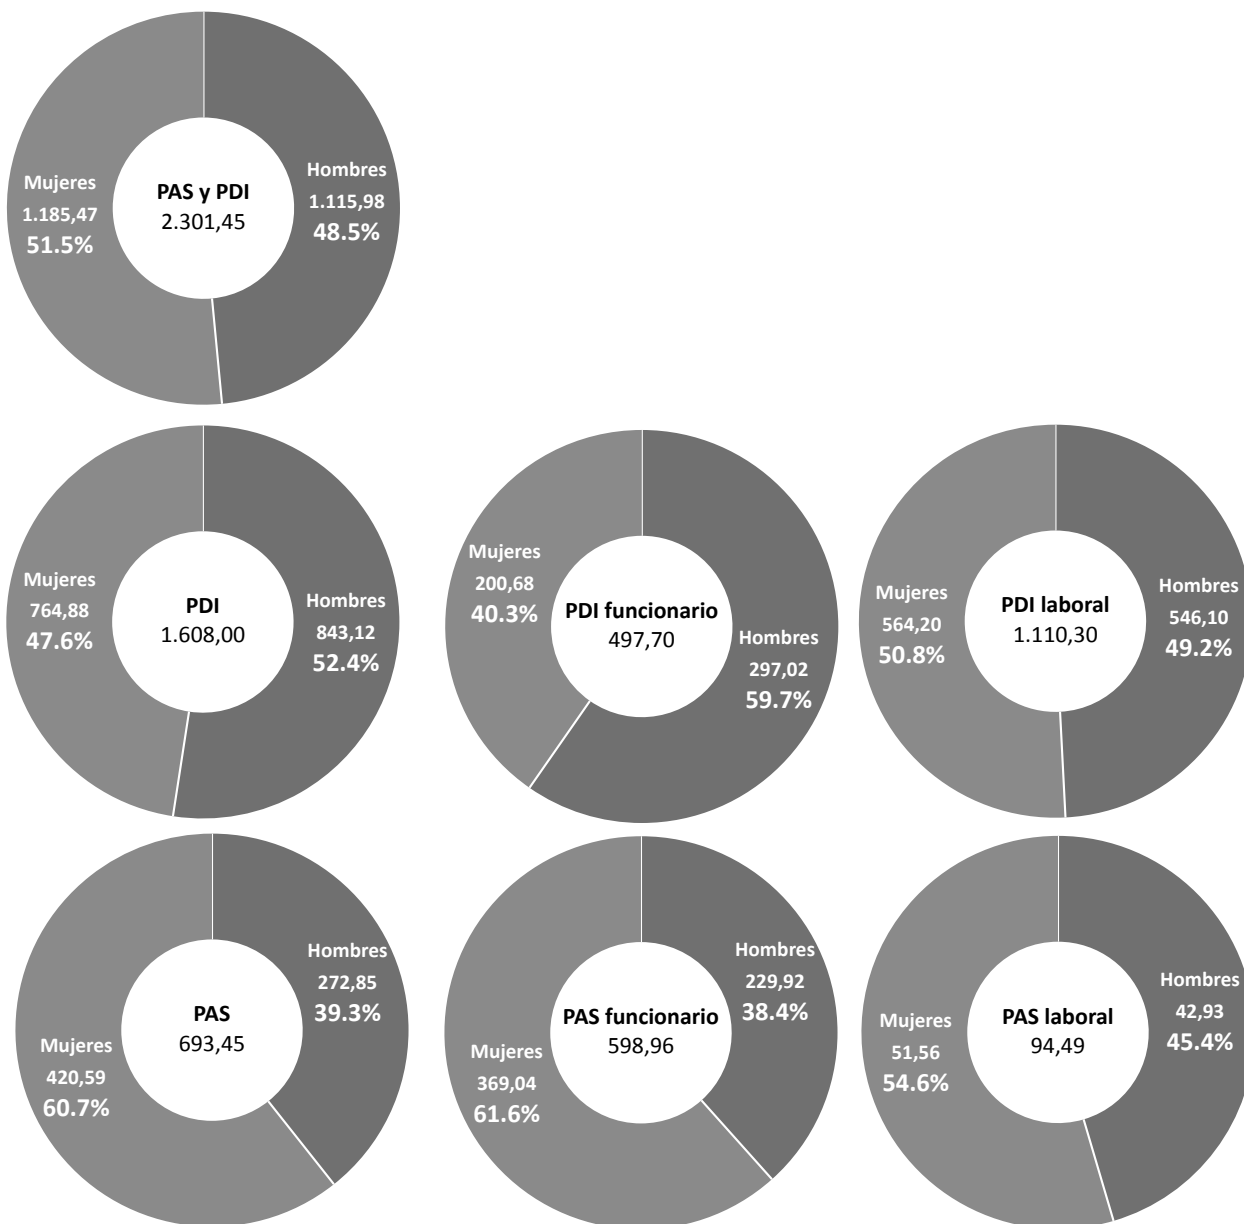 Mujeres
1.185,47
51.5%
PAS y PDI
2.301,45
Hombres
1.115,98
48.5%
Mujeres
764,88
47.6%
PDI
1.608,00
Hombres
843,12
52.4%
Mujeres
200,68
40.3%
PDI funcionario
497,70
Hombres
297,02
59.7%
Mujeres
564,20
50.8%
PDI laboral
1.110,30
Hombres
546,10
49.2%
Mujeres
420,59
60.7%
PAS
693,45
Hombres
272,85
39.3%
Mujeres
369,04
61.6%
PAS funcionario
598,96
Hombres
229,92
38.4%
Mujeres
51,56
54.6%
PAS laboral
94,49
Hombres
42,93
45.4%